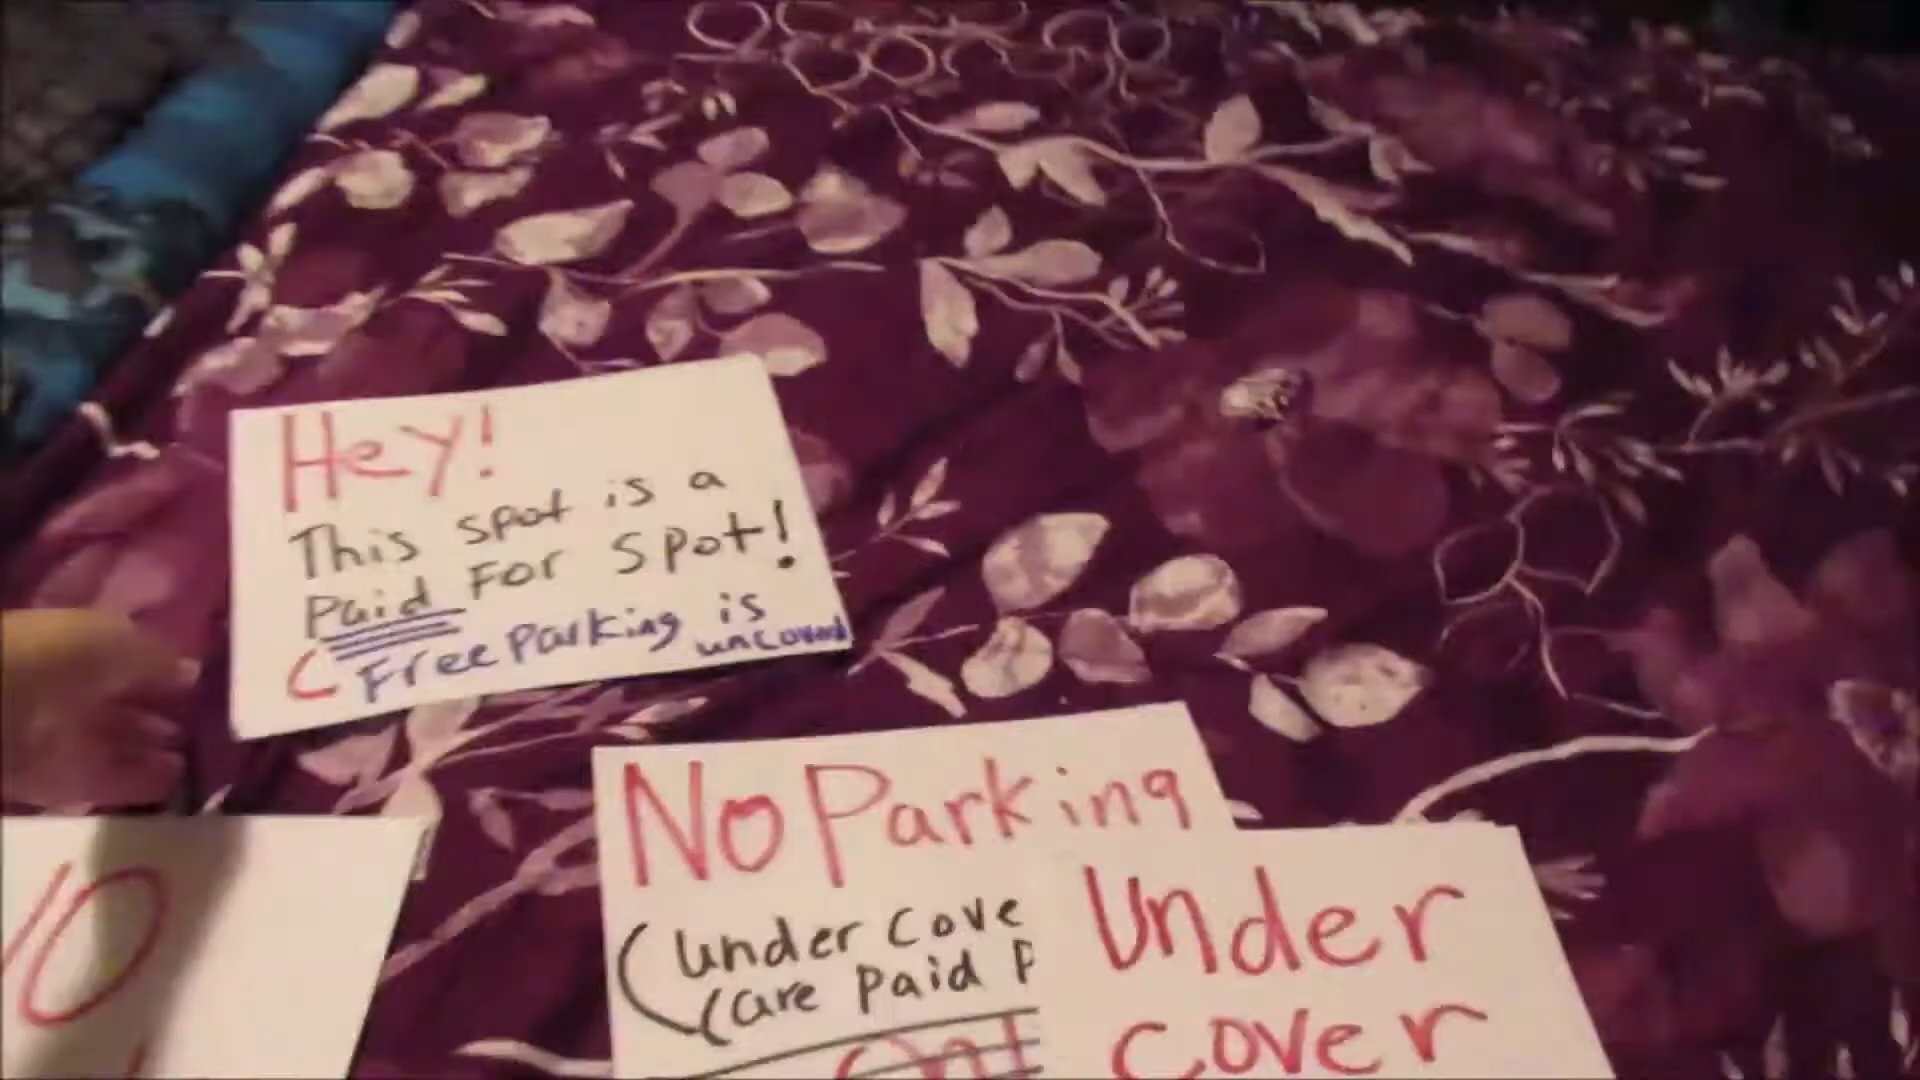 Hey!
This spot is a
Paid For Spot!
Free parking is
uncovered
No Parking
(under cove
(are paid P
Under
cover